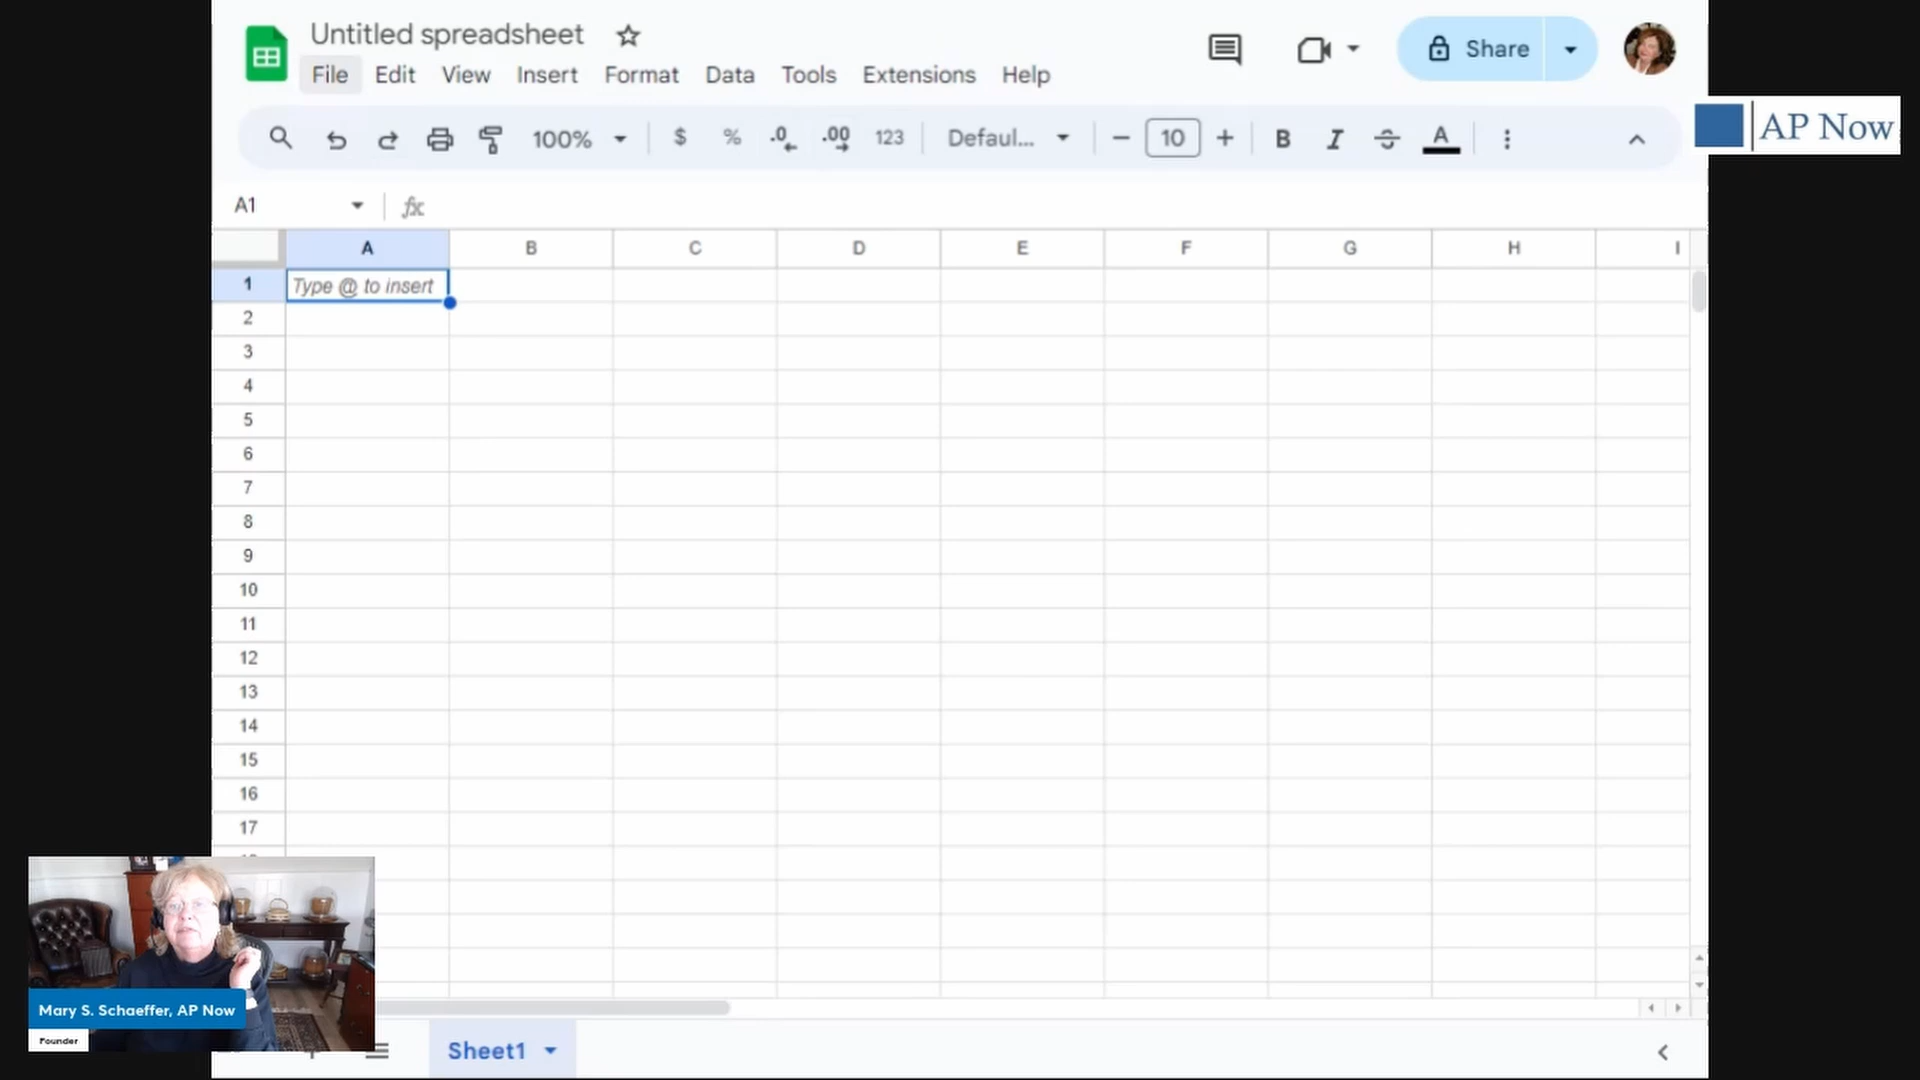 Untitled spreadsheet
File Edit View Insert Format Data Tools Extensions Help
Share
AP Now
100% $ % .0 .00 123 Defaul... 10 B I S A
A1 fx
A B C D E F G H I
1 Type @ to insert
2
3
4
5
6
7
8
9
10
11
12
13
14
15
16
17
Mary S. Schaeffer, AP Now
Founder
Sheet1